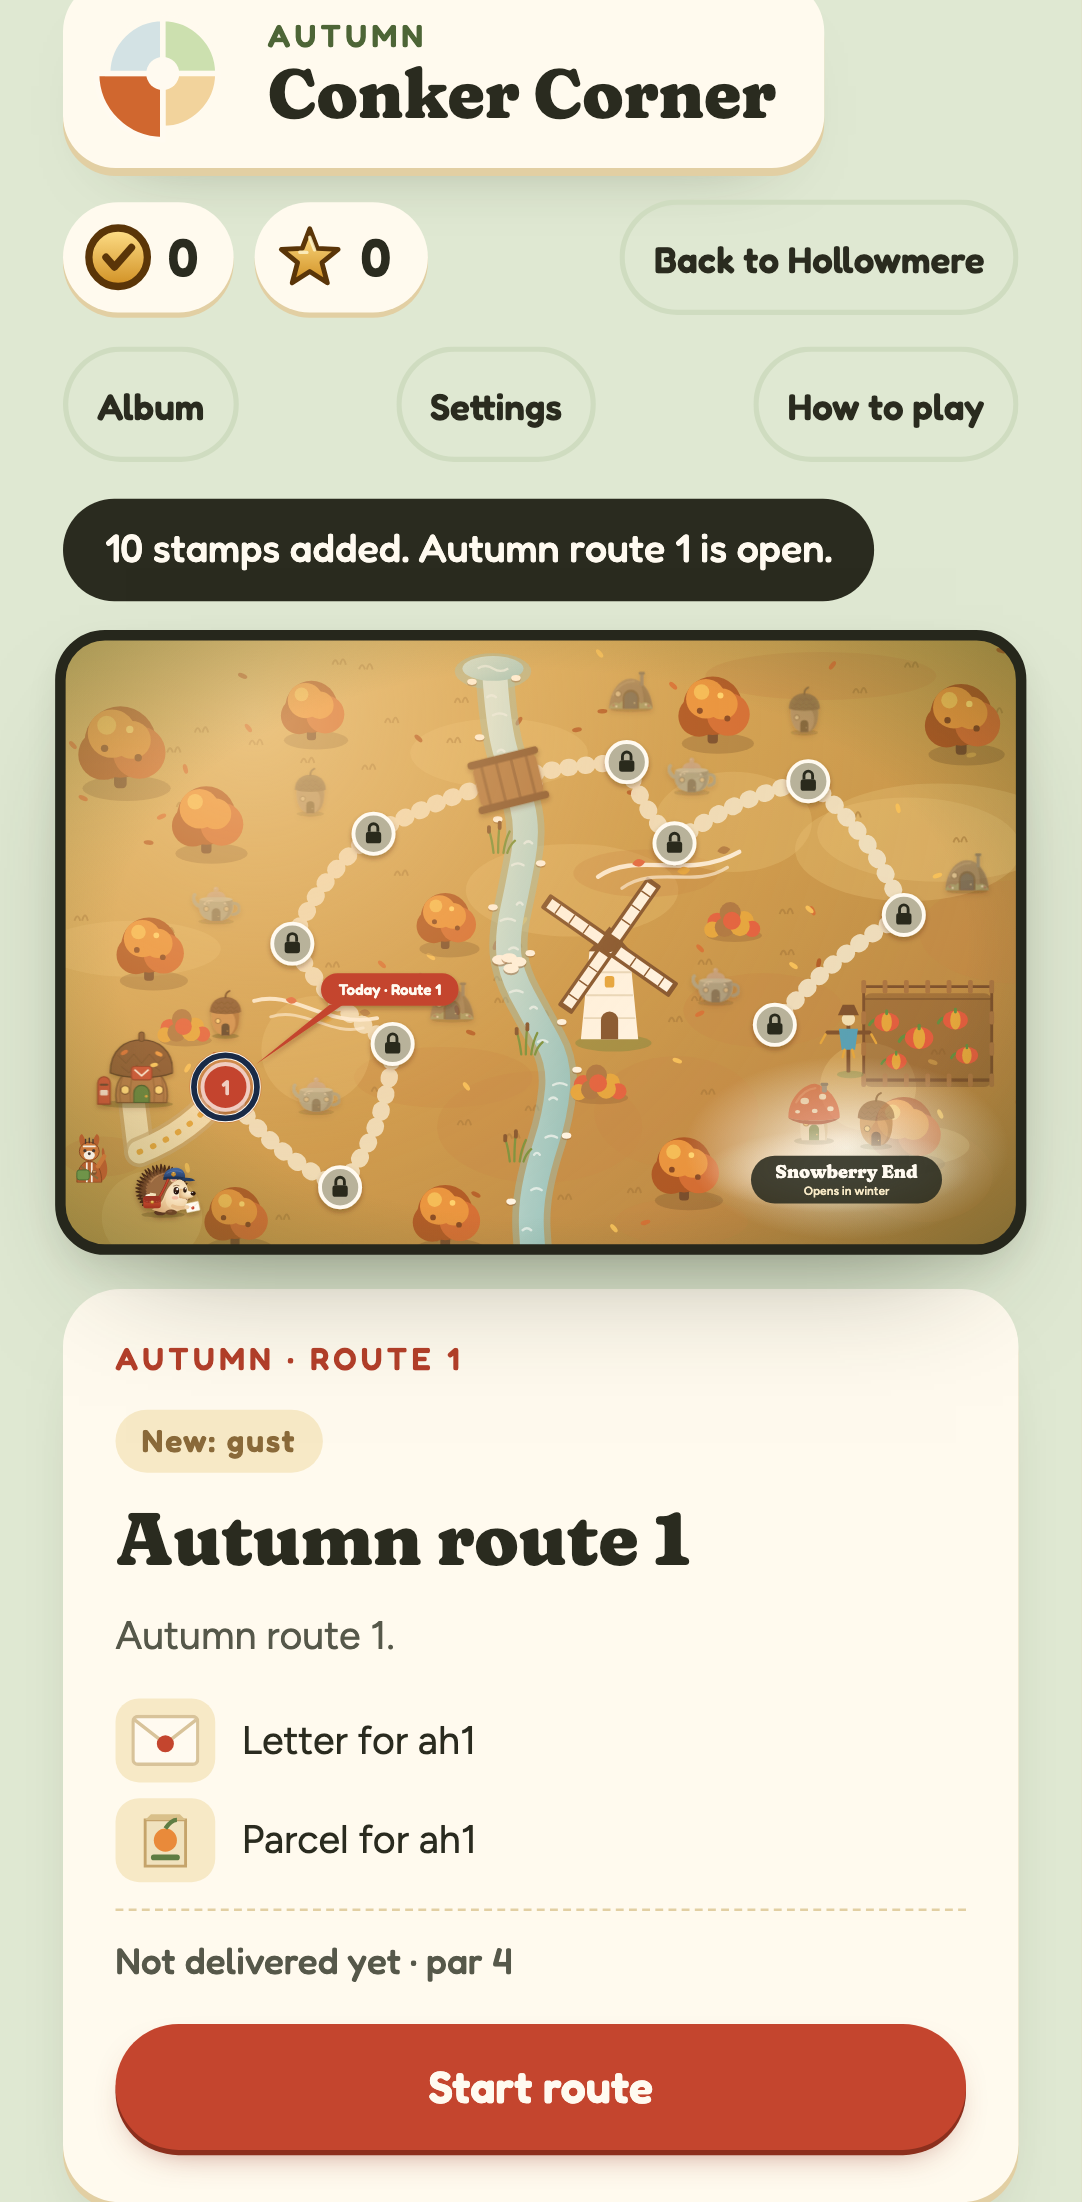 AUTUMN
Conker Corner
0
0
Back to Hollowmere
Album
Settings
How to play
10 stamps added. Autumn route 1 is open.
Today · Route 1
1
Snowberry End
Opens in winter
AUTUMN · ROUTE 1
New: gust
Autumn route 1
Autumn route 1.
Letter for ah1
Parcel for ah1
Not delivered yet · par 4
Start route